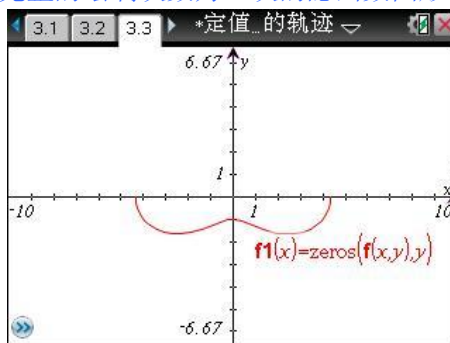 3.1 3.2 3.3 *定值_的轨迹
6.67 y
1
x
-10 1 10
f1(x)=zeros(f(x,y),y)
-6.67